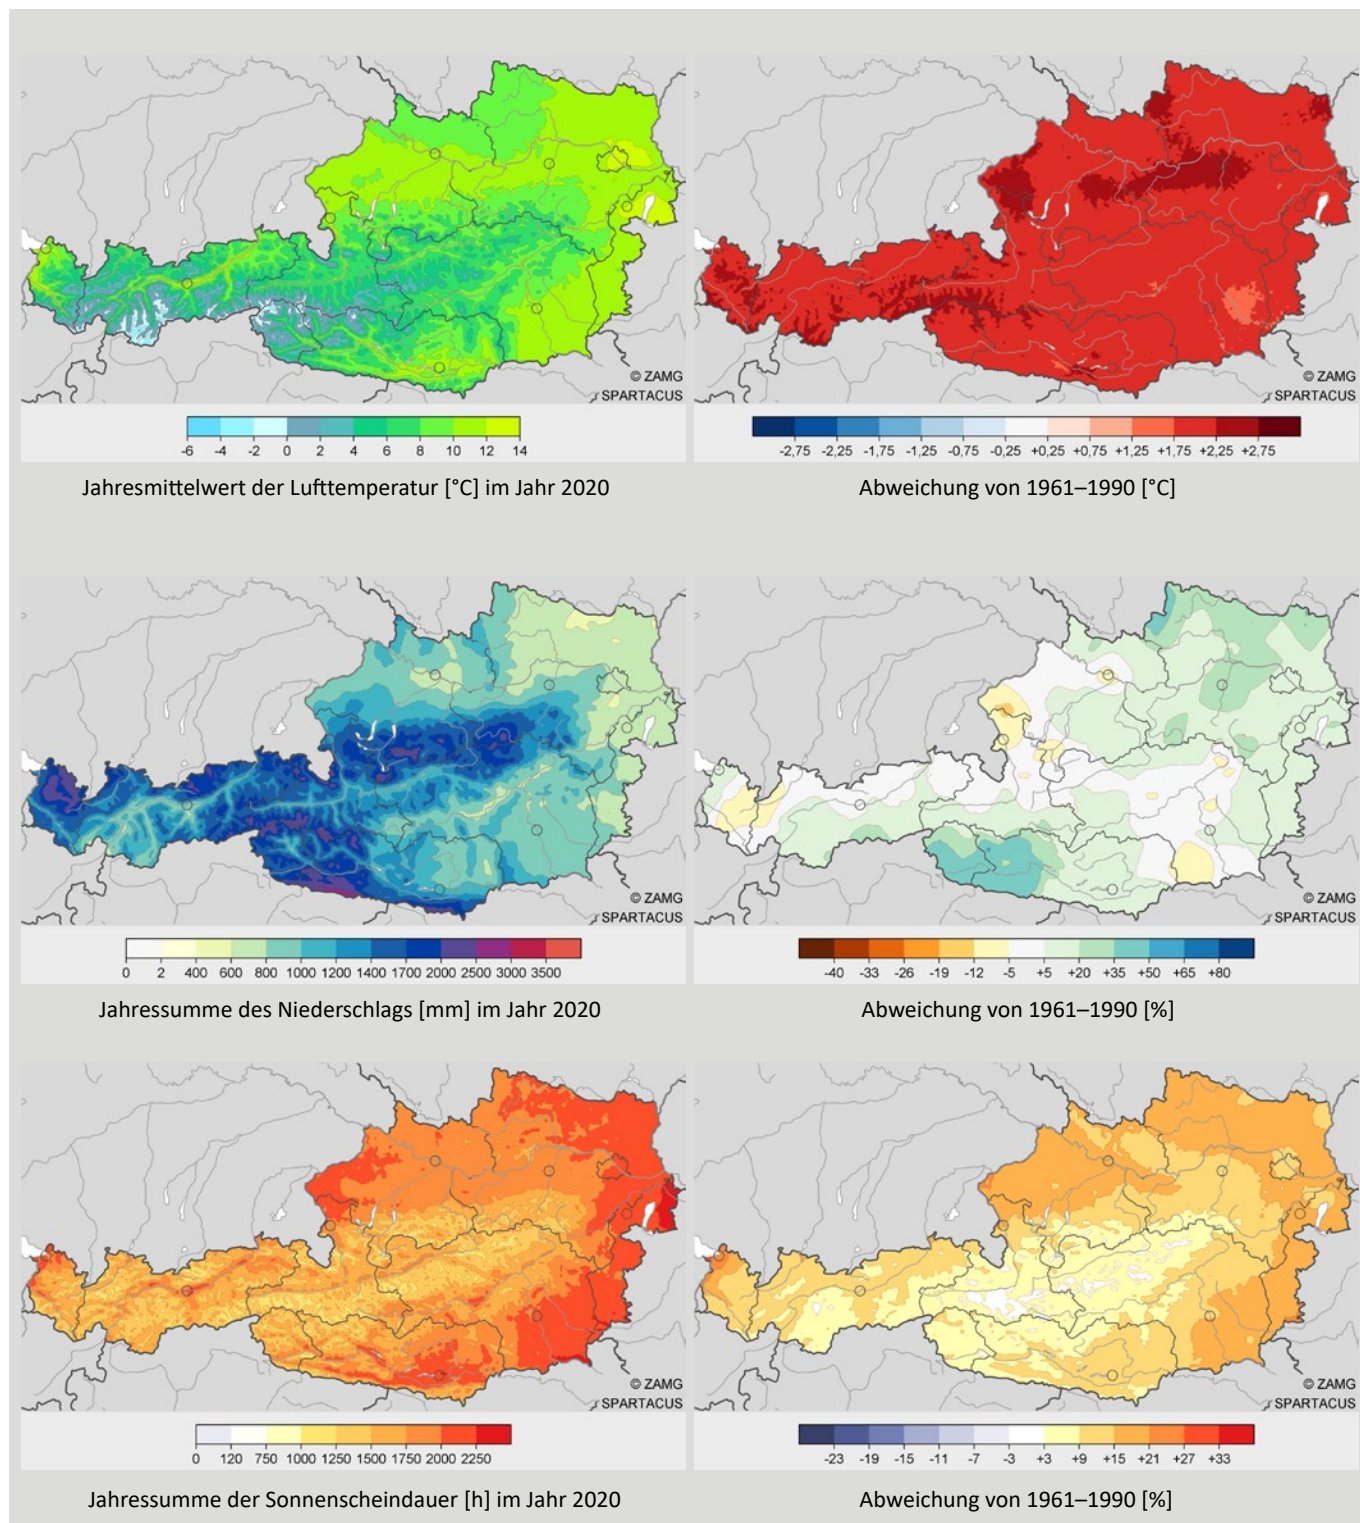 © ZAMG
SPARTACUS
© ZAMG
SPARTACUS
-6 -4 -2 0 2 4 6 8 10 12 14
-2,75 -2,25 -1,75 -1,25 -0,75 -0,25 +0,25 +0,75 +1,25 +1,75 +2,25 +2,75
Jahresmittelwert der Lufttemperatur [°C] im Jahr 2020
Abweichung von 1961–1990 [°C]
© ZAMG
SPARTACUS
© ZAMG
SPARTACUS
0 2 400 600 800 1000 1200 1400 1700 2000 2500 3000 3500
-40 -33 -26 -19 -12 -5 +5 +20 +35 +50 +65 +80
Jahressumme des Niederschlags [mm] im Jahr 2020
Abweichung von 1961–1990 [%]
© ZAMG
SPARTACUS
© ZAMG
SPARTACUS
0 120 750 1000 1250 1500 1750 2000 2250
-23 -19 -15 -11 -7 -3 +3 +9 +15 +21 +27 +33
Jahressumme der Sonnenscheindauer [h] im Jahr 2020
Abweichung von 1961–1990 [%]